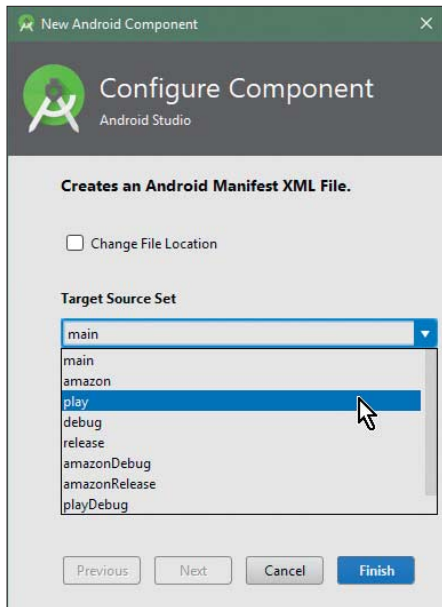 New Android Component
Configure Component
Android Studio
Creates an Android Manifest XML File.
Change File Location
Target Source Set
main
main
amazon
play
debug
release
amazonDebug
amazonRelease
playDebug
Previous
Next
Cancel
Finish